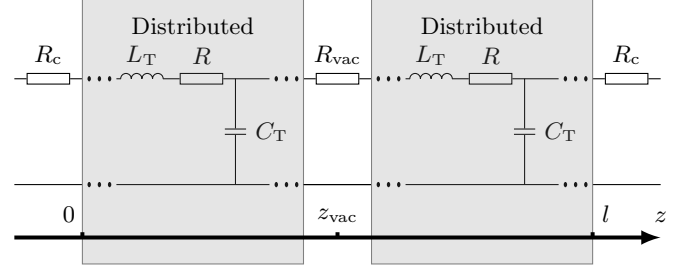 Distributed Distributed
R_c L_T R R_vac L_T R R_c
C_T C_T
0 z_vac l z